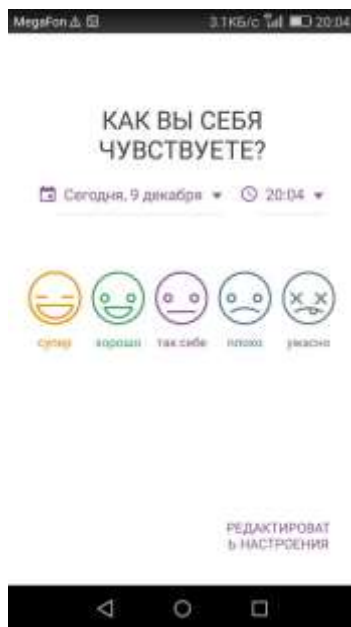 MegaFon 3.1КБ/с 20:04
КАК ВЫ СЕБЯ
ЧУВСТВУЕТЕ?
Сегодня, 9 декабря 20:04
супер хорошо так себе плохо ужасно
РЕДАКТИРОВАТ
Ь НАСТРОЕНИЯ